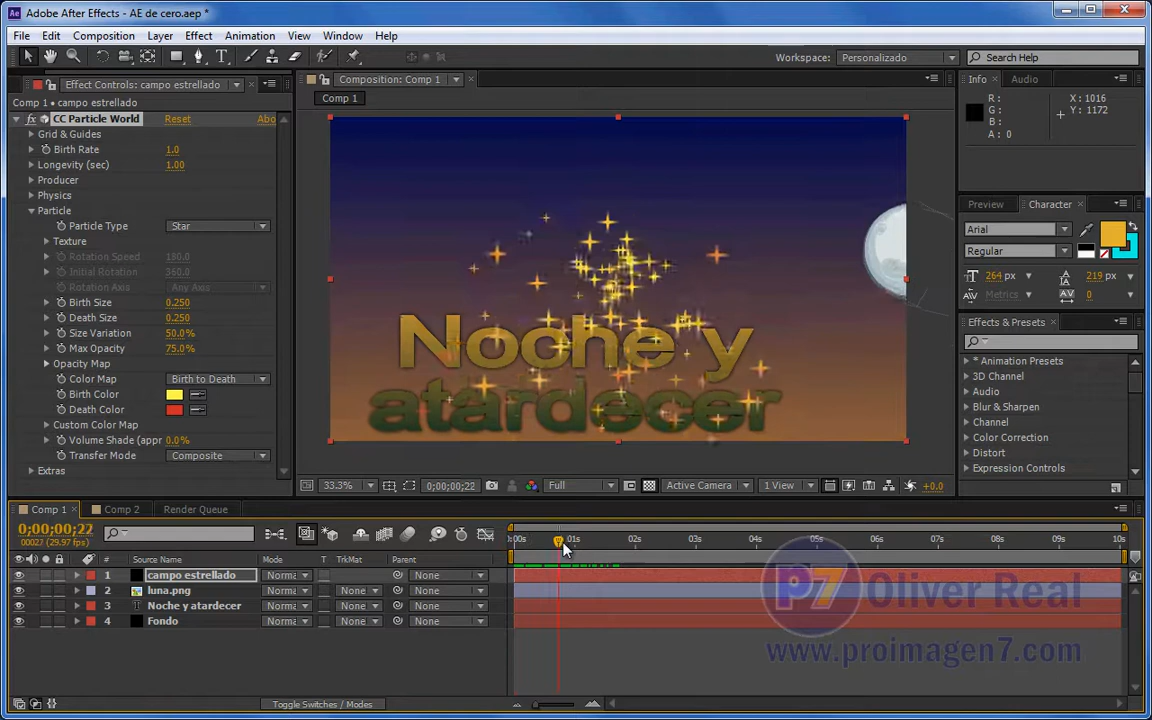 Adobe After Effects - AE de cero.aep *
File Edit Composition Layer Effect Animation View Window Help
Workspace: Personalizado Search Help
Effect Controls: campo estrellado
Composition: Comp 1
Info Audio
Comp 1 • campo estrellado
Comp 1
CC Particle World Reset Abo
Grid & Guides
Birth Rate 1.0
Longevity (sec) 1.00
Producer
Physics
Particle
Particle Type Star
Texture
Rotation Speed 180.0
Initial Rotation 360.0
Rotation Axis Any Axis
Birth Size 0.250
Death Size 0.250
Size Variation 50.0%
Max Opacity 75.0%
Opacity Map
Color Map Birth to Death
Birth Color
Death Color
Custom Color Map
Volume Shade (appr 0.0%
Transfer Mode Composite
Extras
Noche y
atardecer
R :
G :
B :
A : 0
X : 1016
Y : 1172
Preview Character
Arial
Regular
264 px 219 px
Metrics 0
Effects & Presets
* Animation Presets
3D Channel
Audio
Blur & Sharpen
Channel
Color Correction
Distort
Expression Controls
33.3% 0;00;00;22 Full Active Camera 1 View +0.0
Comp 1 Comp 2 Render Queue
0;00;00;22
00027 (29.97 fps)
0:00s 01s 02s 03s 04s 05s 06s 07s 08s 09s 10s
# Source Name Mode T TrkMat Parent
1 campo estrellado Norma None
2 luna.png Norma None None
3 T Noche y atardecer Norma None None
4 Fondo Norma None None
Toggle Switches / Modes
P7 Oliver Real
www.proimagen7.com